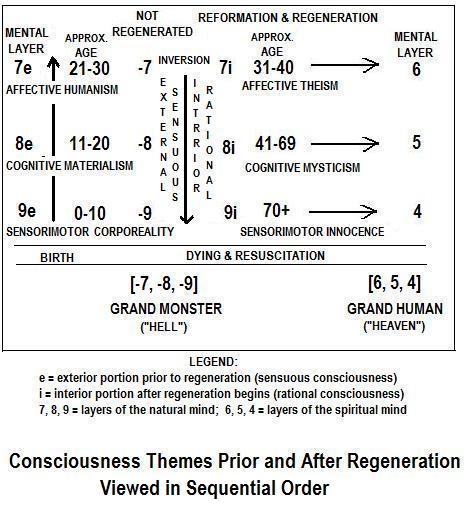 NOT REGENERATED
REFORMATION & REGENERATION
MENTAL LAYER
APPROX. AGE
INVERSION
APPROX. AGE
MENTAL LAYER
7e 21-30 -7 7i 31-40 6
AFFECTIVE HUMANISM
AFFECTIVE THEISM
EXTERNAL
SENSUOUS
INTRRIOR
RATIONAL
8e 11-20 -8 8i 41-69 5
COGNITIVE MATERIALISM
COGNITIVE MYSTICISM
9e 0-10 -9 9i 70+ 4
SENSORIMOTOR CORPOREALITY
SENSORIMOTOR INNOCENCE
BIRTH
DYING & RESUSCITATION
[-7, -8, -9] [6, 5, 4]
GRAND MONSTER GRAND HUMAN
("HELL") ("HEAVEN")
LEGEND:
e = exterior portion prior to regeneration (sensuous consciousness)
i = interior portion after regeneration begins (rational consciousness)
7, 8, 9 = layers of the natural mind; 6, 5, 4 = layers of the spiritual mind
Consciousness Themes Prior and After Regeneration
Viewed in Sequential Order